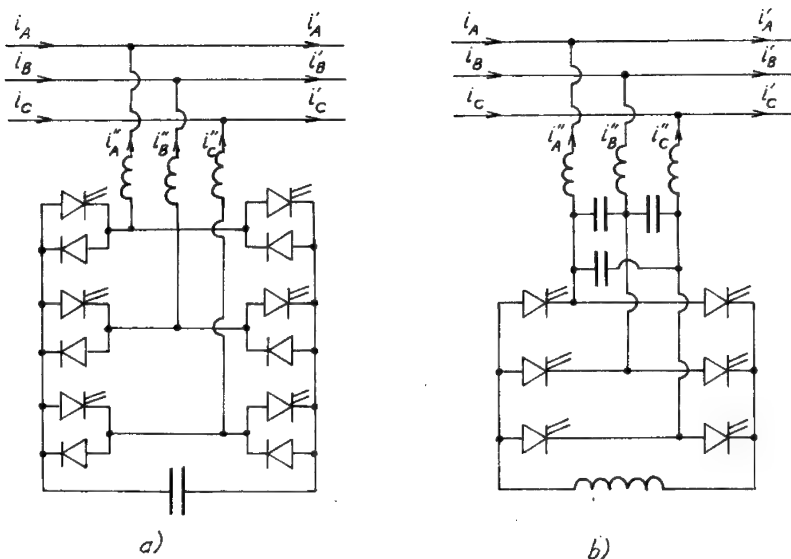 i_A i'_A
i_B i'_B
i_C i'_C
i''_A i''_B i''_C
a)
i_A i'_A
i_B i'_B
i_C i'_C
i''_A i''_B i''_C
b)